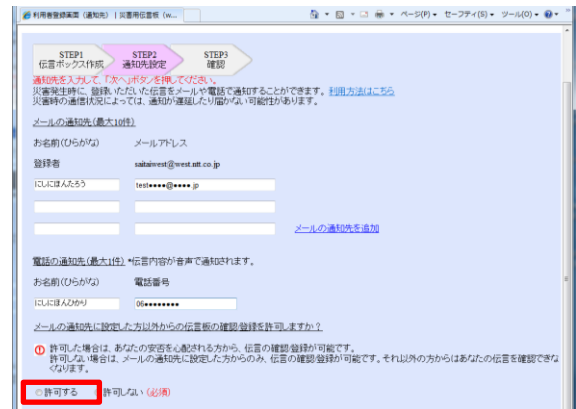 利用者登録画面（通知先）｜災害用伝言板（w...
ページ(P) セーフティ(S) ツール(O)
STEP1 STEP2 STEP3
伝言ボックス作成 通知先設定 確認
通知先を入力して、「次へ」ボタンを押してください。
災害発生時に、登録いただいた伝言をメールや電話で通知することができます。 利用方法はこちら
災害時の通信状況によっては、通知が遅延したり届かない可能性があります。
メールの通知先(最大10件)
お名前(ひらがな) メールアドレス
登録者 saitaiwest@west.ntt.co.jp
にしにほんたろう test●●●●@●●●●.jp
メールの通知先を追加
電話の通知先(最大1件) *伝言内容が音声で通知されます。
お名前(ひらがな) 電話番号
にしにほんひかり 06●●●●●●●●
メールの通知先に設定した方以外からの伝言板の確認/登録を許可しますか？
許可した場合は、あなたの安否を心配される方から、伝言の確認/登録が可能です。
許可しない場合は、メールの通知先に設定した方からのみ、伝言の確認/登録が可能です。それ以外の方からはあなたの伝言を確認できな
くなります。
許可する 許可しない (必須)